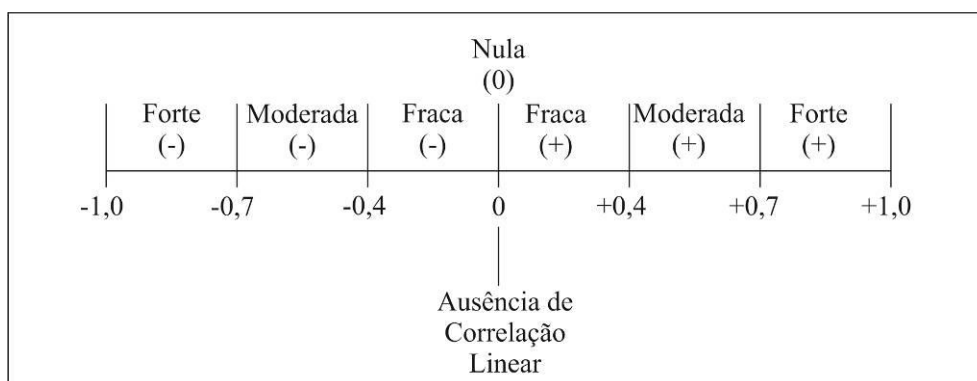 Nula
(0)
Forte Moderada Fraca Fraca Moderada Forte
(-) (-) (-) (+) (+) (+)
-1,0 -0,7 -0,4 0 +0,4 +0,7 +1,0
Ausência de
Correlação
Linear